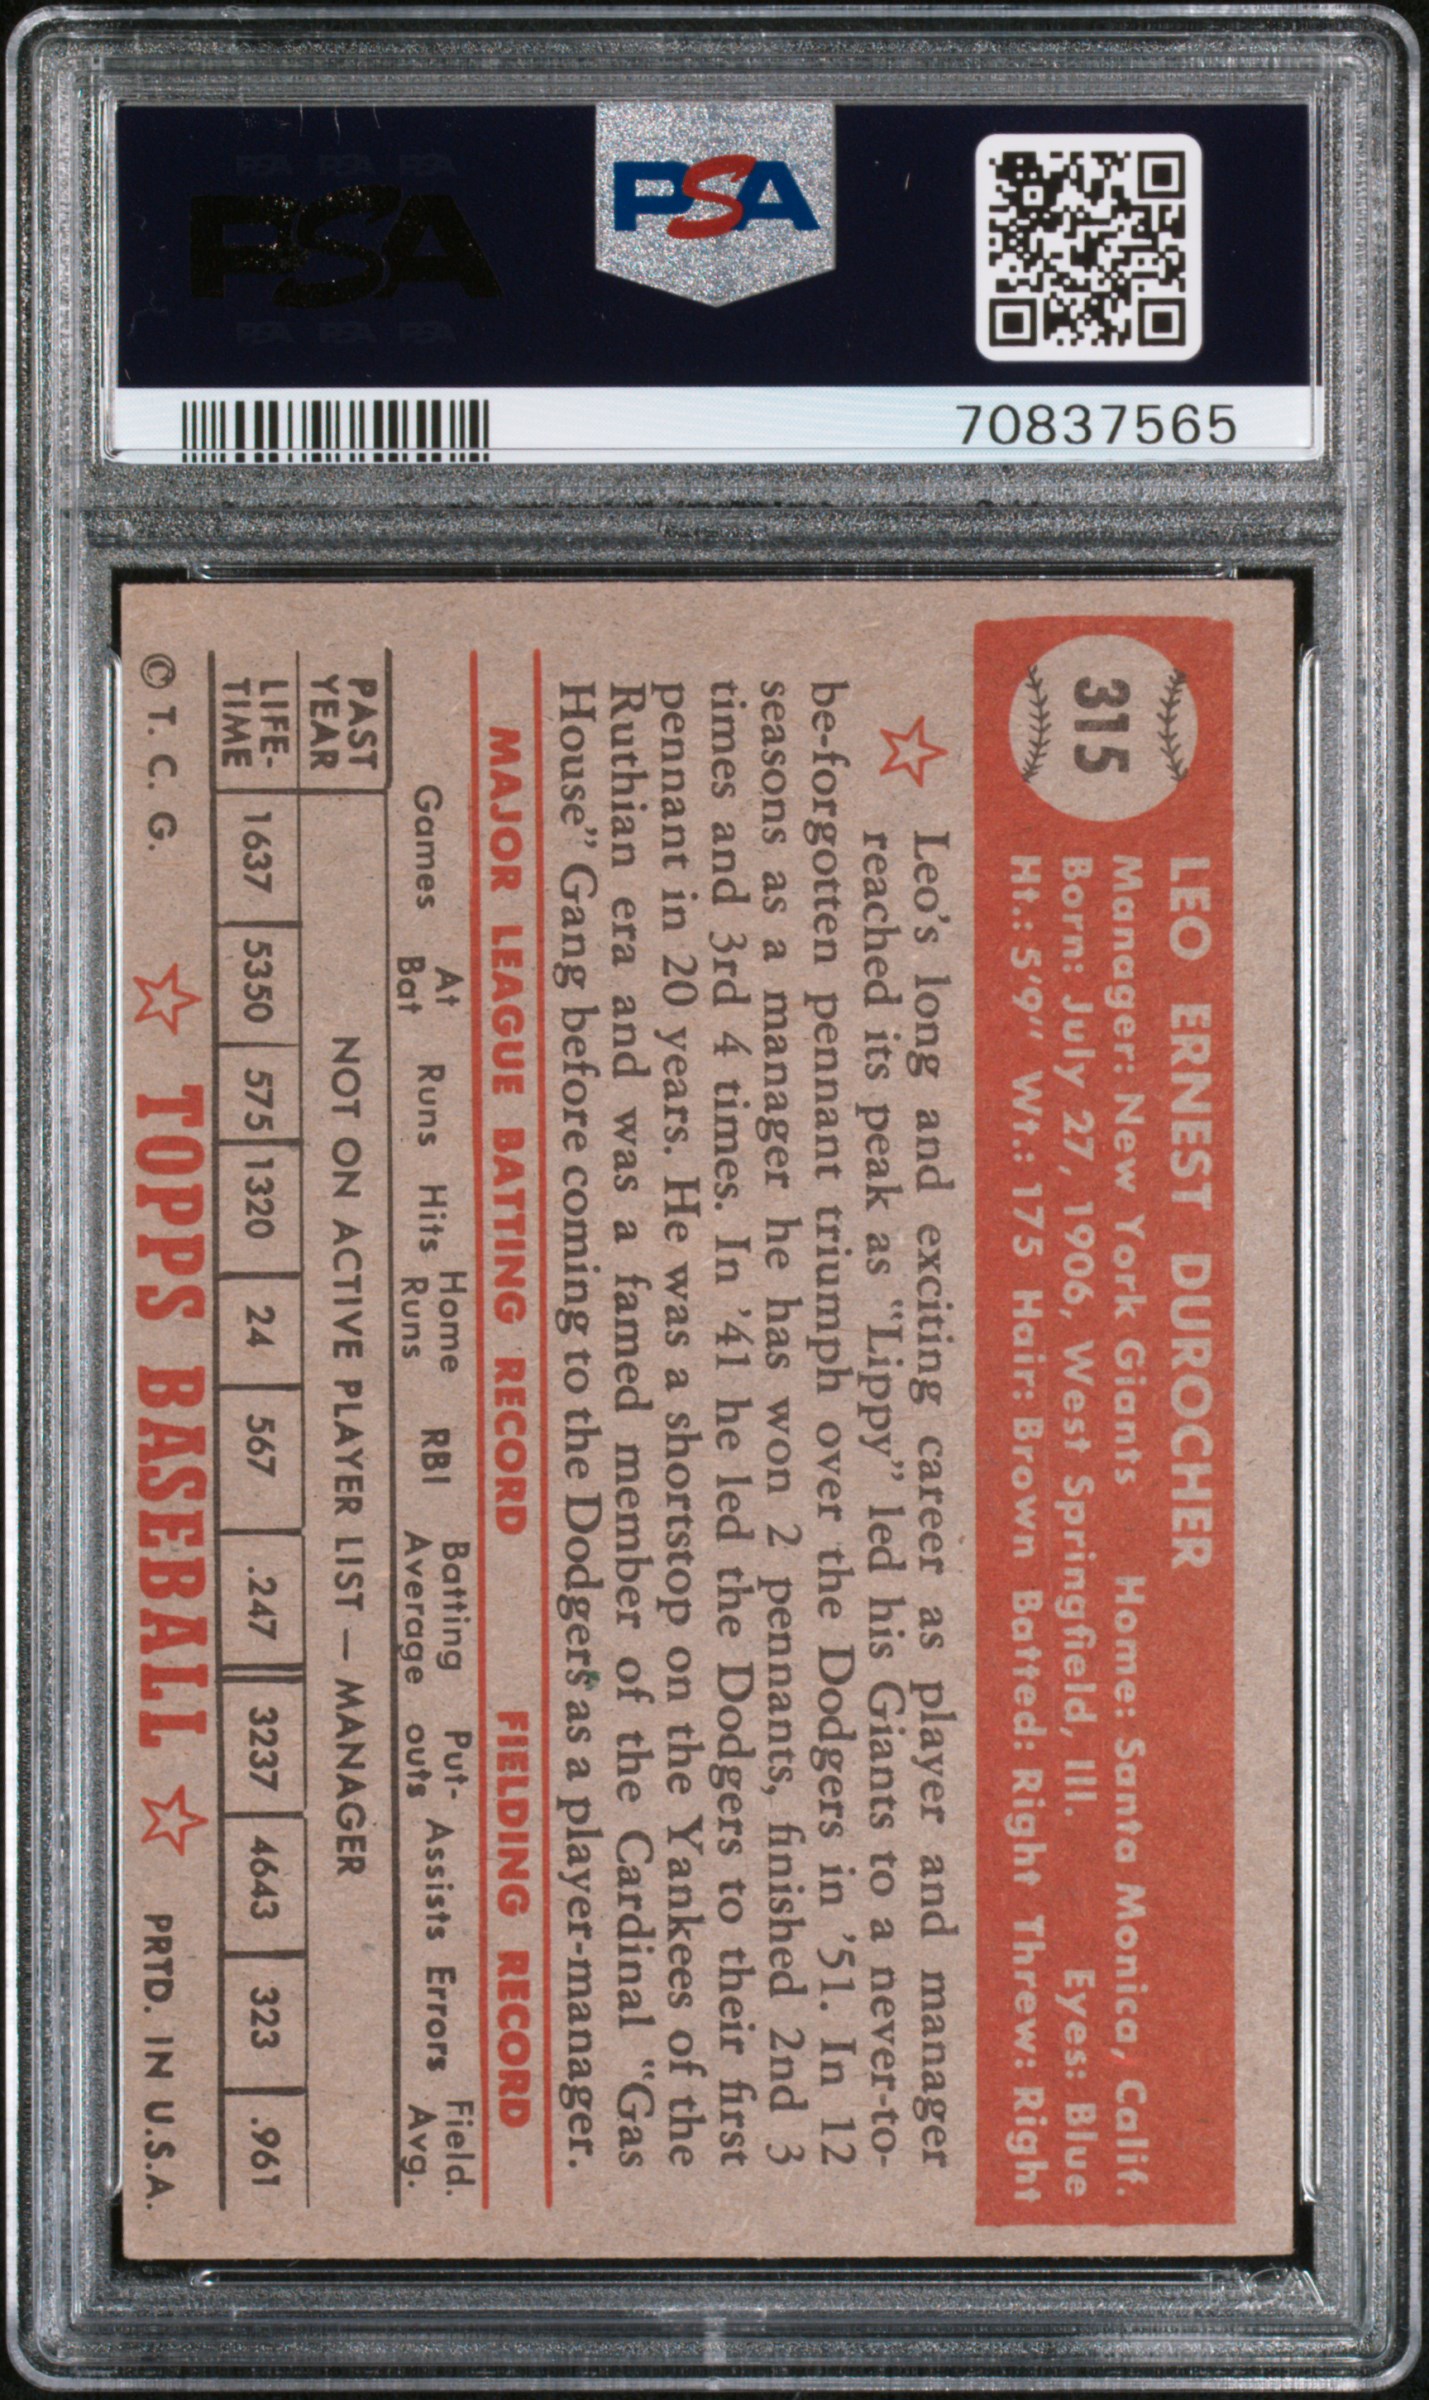 PSA PSA PSA
PSA
PSA PSA PSA
PSA
70837565
315
LEO ERNEST DUROCHER
Manager: New York Giants Home: Santa Monica, Calif.
Born: July 27, 1906, West Springfield, Ill. Eyes: Blue
Ht.: 5'9" Wt.: 175 Hair: Brown Batted: Right Threw: Right
Leo's long and exciting career as player and manager
reached its peak as "Lippy" led his Giants to a never-to-
be-forgotten pennant triumph over the Dodgers in '51. In 12
seasons as a manager he has won 2 pennants, finished 2nd 3
times and 3rd 4 times. In '41 he led the Dodgers to their first
pennant in 20 years. He was a shortstop on the Yankees of the
Ruthian era and was a famed member of the Cardinal "Gas
House" Gang before coming to the Dodgers as a player-manager.
MAJOR LEAGUE BATTING RECORD FIELDING RECORD
Games At Bat Runs Hits Home Runs RBI Batting Average Put-outs Assists Errors Field. Avg.
PAST YEAR NOT ON ACTIVE PLAYER LIST — MANAGER
LIFE-TIME 1637 5350 575 1320 24 567 .247 3237 4643 323 .961
© T. C. G. TOPPS BASEBALL PRTD. IN U.S.A.
PSA